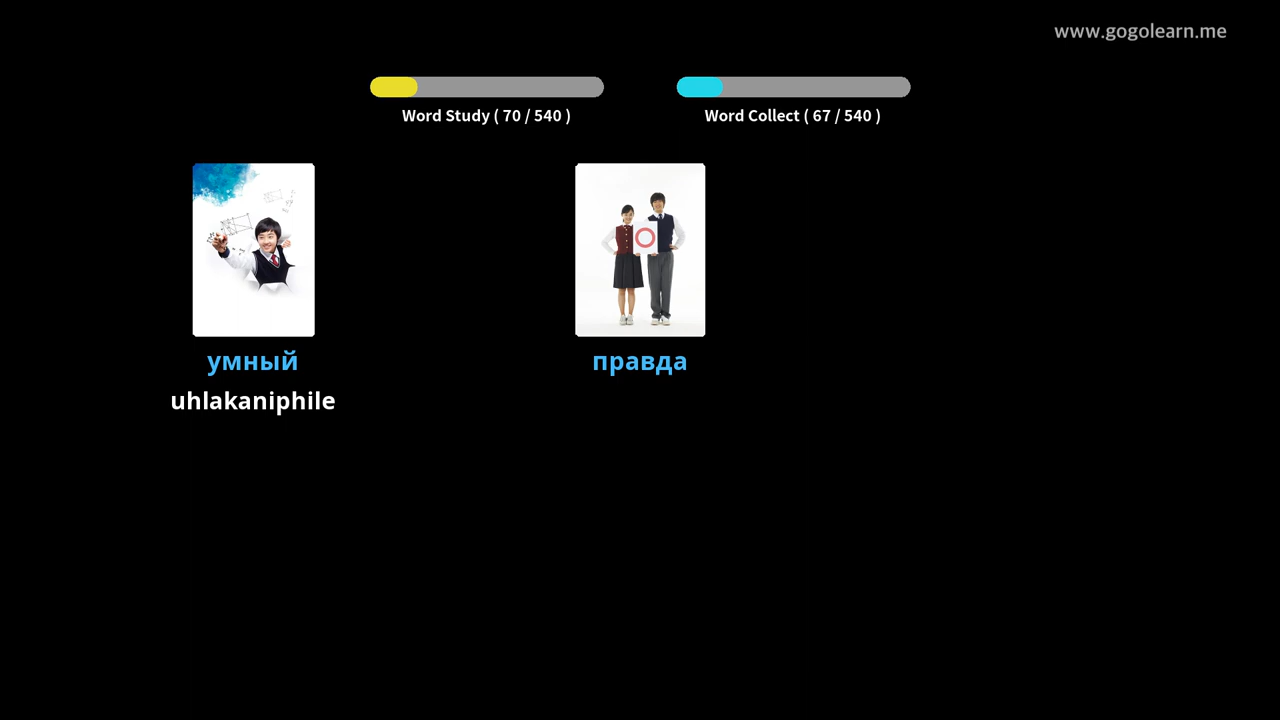 www.gogolearn.me
Word Study ( 70 / 540 )
Word Collect ( 67 / 540 )
умный
правда
uhlakaniphile